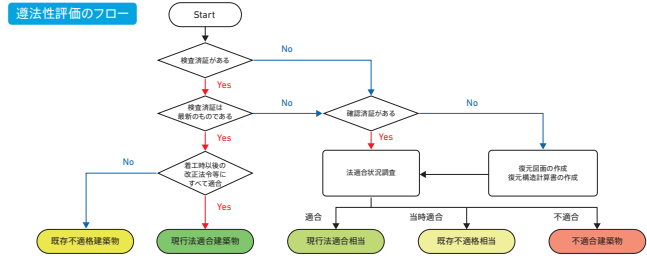 遵法性評価のフロー
Start
検査済証がある
No
Yes
検査済証は
最新のものである
No
確認済証がある
No
Yes
Yes
着工時以後の
改正法令等に
すべて適合
No
法適合状況調査
復元図面の作成
復元構造計算書の作成
Yes
適合
当時適合
不適合
既存不適格建築物
現行法適合建築物
現行法適合相当
既存不適格相当
不適合建築物